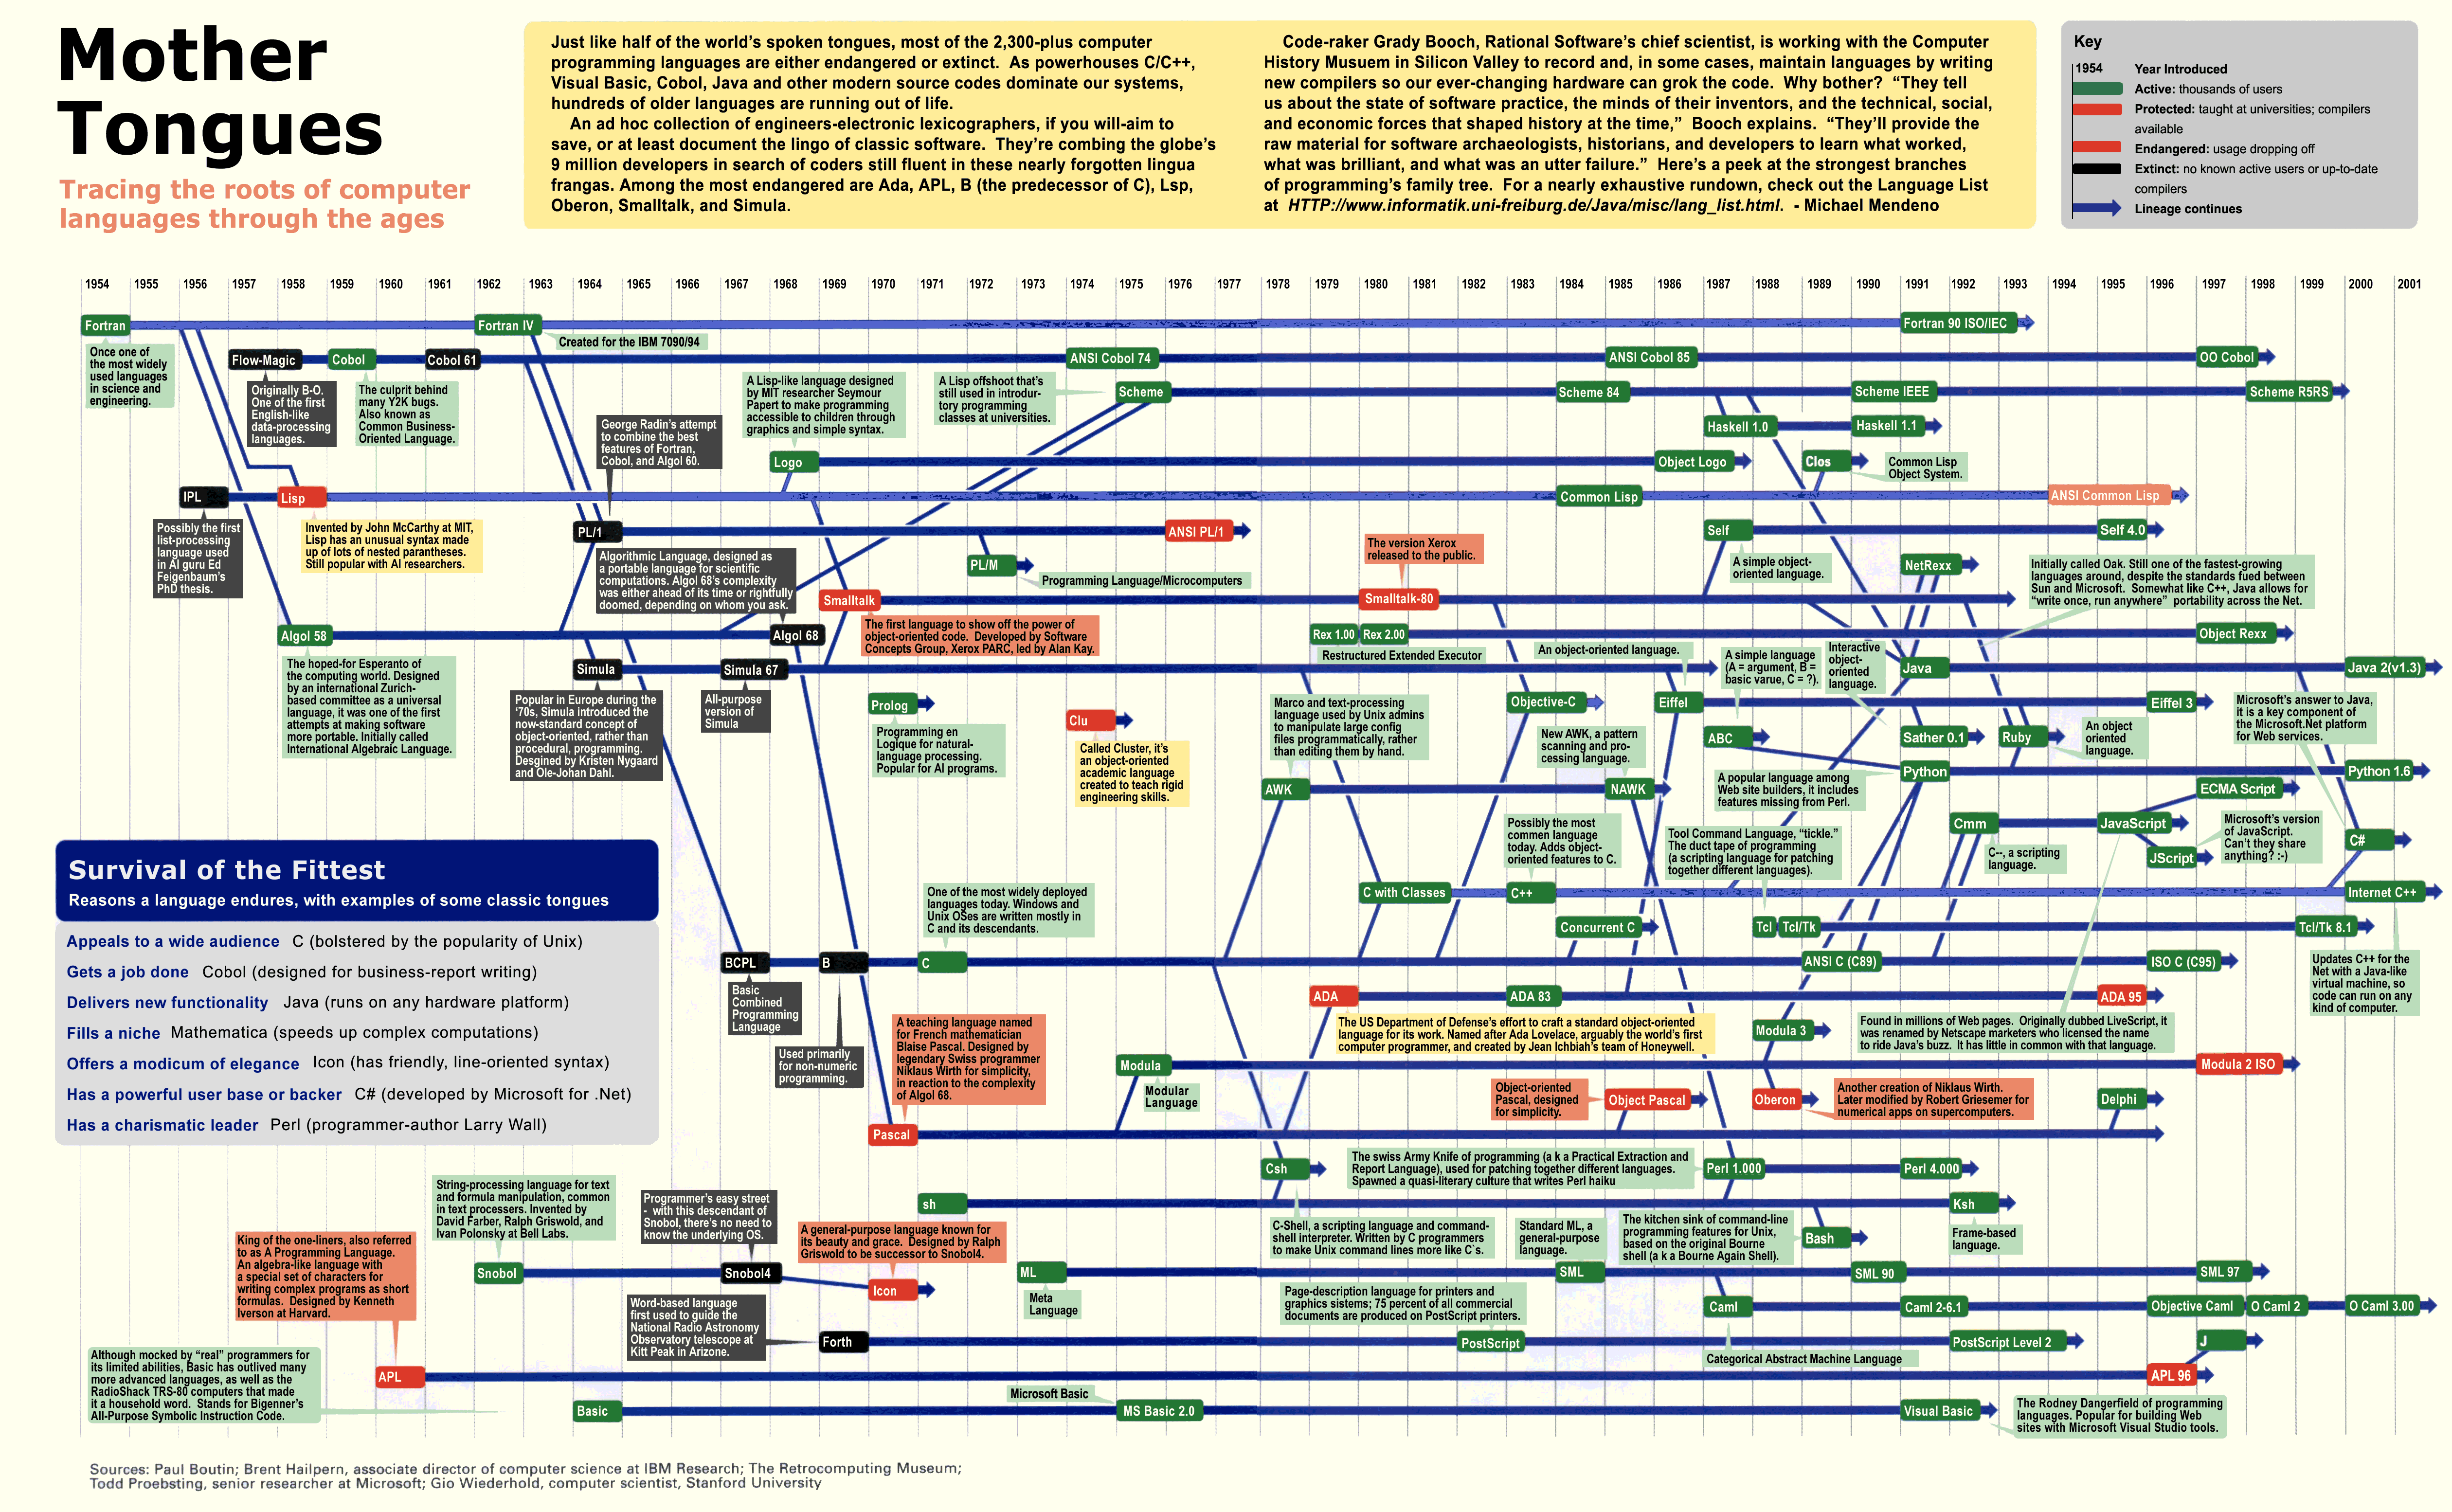 Mother
Tongues
Tracing the roots of computer
languages through the ages
Just like half of the world's spoken tongues, most of the 2,300-plus computer
programming languages are either endangered or extinct. As powerhouses C/C++,
Visual Basic, Cobol, Java and other modern source codes dominate our systems,
hundreds of older languages are running out of life.
An ad hoc collection of engineers-electronic lexicographers, if you will-aim to
save, or at least document the lingo of classic software. They're combing the globe's
9 million developers in search of coders still fluent in these nearly forgotten lingua
frangas. Among the most endangered are Ada, APL, B (the predecessor of C), Lsp,
Oberon, Smalltalk, and Simula.
Code-raker Grady Booch, Rational Software's chief scientist, is working with the Computer
History Musuem in Silicon Valley to record and, in some cases, maintain languages by writing
new compilers so our ever-changing hardware can grok the code. Why bother? "They tell
us about the state of software practice, the minds of their inventors, and the technical, social,
and economic forces that shaped history at the time," Booch explains. "They'll provide the
raw material for software archaeologists, historians, and developers to learn what worked,
what was brilliant, and what was an utter failure." Here's a peek at the strongest branches
of programming's family tree. For a nearly exhaustive rundown, check out the Language List
at HTTP://www.informatik.uni-freiburg.de/Java/misc/lang_list.html. - Michael Mendeno
Key
1954 Year Introduced
Active: thousands of users
Protected: taught at universities; compilers
available
Endangered: usage dropping off
Extinct: no known active users or up-to-date
compilers
Lineage continues
1954 1955 1956 1957 1958 1959 1960 1961 1962 1963 1964 1965 1966 1967 1968 1969 1970 1971 1972 1973 1974 1975 1976 1977 1978 1979 1980 1981 1982 1983 1984 1985 1986 1987 1988 1989 1990 1991 1992 1993 1994 1995 1996 1997 1998 1999 2000 2001
Fortran
Fortran IV
Fortran 90 ISO/IEC
Created for the IBM 7090/94
Once one of
the most widely
used languages
in science and
engineering.
Flow-Magic
Cobol
Cobol 61
ANSI Cobol 74
ANSI Cobol 85
OO Cobol
Originally B-O.
One of the first
English-like
data-processing
languages.
The culprit behind
many Y2K bugs.
Also known as
Common Business-
Oriented Language.
A Lisp-like language designed
by MIT researcher Seymour
Papert to make programming
accessible to children through
graphics and simple syntax.
A Lisp offshoot that's
still used in introdur-
tory programming
classes at universities.
Scheme
Scheme 84
Scheme IEEE
Scheme R5RS
George Radin's attempt
to combine the best
features of Fortran,
Cobol, and Algol 60.
Haskell 1.0
Haskell 1.1
Logo
Object Logo
Clos
Common Lisp
Object System.
IPL
Lisp
Common Lisp
ANSI Common Lisp
Possibly the first
list-processing
language used
in AI guru Ed
Feigenbaum's
PhD thesis.
Invented by John McCarthy at MIT,
Lisp has an unusual syntax made
up of lots of nested parantheses.
Still popular with AI researchers.
PL/1
ANSI PL/1
Self
Self 4.0
Algorithmic Language, designed as
a portable language for scientific
computations. Algol 68's complexity
was either ahead of its time or rightfully
doomed, depending on whom you ask.
PL/M
Programming Language/Microcomputers
The version Xerox
released to the public.
A simple object-
oriented language.
NetRexx
Initially called Oak. Still one of the fastest-growing
languages around, despite the standards fued between
Sun and Microsoft. Somewhat like C++, Java allows for
"write once, run anywhere" portability across the Net.
Smalltalk
Smalltalk-80
The first language to show off the power of
object-oriented code. Developed by Software
Concepts Group, Xerox PARC, led by Alan Kay.
Algol 58
Algol 68
Rex 1.00
Rex 2.00
Object Rexx
Restructured Extended Executor
The hoped-for Esperanto of
the computing world. Designed
by an international Zurich-
based committee as a universal
language, it was one of the first
attempts at making software
more portable. Initially called
International Algebraic Language.
Simula
Simula 67
Java
Java 2(v1.3)
An object-oriented language.
A simple language
(A = argument, B =
basic varue, C = ?).
Interactive
object-
oriented
language.
Popular in Europe during the
'70s, Simula introduced the
now-standard concept of
object-oriented, rather than
procedural, programming.
Desgined by Kristen Nygaard
and Ole-Johan Dahl.
All-purpose
version of
Simula
Prolog
Programming en
Logique for natural-
language processing.
Popular for AI programs.
Clu
Called Cluster, it's
an object-oriented
academic language
created to teach rigid
engineering skills.
Marco and text-processing
language used by Unix admins
to manipulate large config
files programmatically, rather
than editing them by hand.
Objective-C
Eiffel
Eiffel 3
New AWK, a pattern
scanning and pro-
cessing language.
ABC
Sather 0.1
Ruby
An object
oriented
language.
Microsoft's answer to Java,
it is a key component of
the Microsoft.Net platform
for Web services.
A popular language among
Web site builders, it includes
features missing from Perl.
Python
Python 1.6
AWK
NAWK
ECMA Script
Possibly the most
commen language
today. Adds object-
oriented features to C.
Tool Command Language, "tickle."
The duct tape of programming
(a scripting language for patching
together different languages).
Cmm
JavaScript
C--, a scripting
language.
Microsoft's version
of JavaScript.
Can't they share
anything? :-)
C#
JScript
Survival of the Fittest
Reasons a language endures, with examples of some classic tongues
Appeals to a wide audience C (bolstered by the popularity of Unix)
Gets a job done Cobol (designed for business-report writing)
Delivers new functionality Java (runs on any hardware platform)
Fills a niche Mathematica (speeds up complex computations)
Offers a modicum of elegance Icon (has friendly, line-oriented syntax)
Has a powerful user base or backer C# (developed by Microsoft for .Net)
Has a charismatic leader Perl (programmer-author Larry Wall)
One of the most widely deployed
languages today. Windows and
Unix OSes are written mostly in
C and its descendants.
C with Classes
C++
Internet C++
Concurrent C
Tcl
Tcl/Tk
Tcl/Tk 8.1
BCPL
B
C
ANSI C (C89)
ISO C (C95)
Updates C++ for the
Net with a Java-like
virtual machine, so
code can run on any
kind of computer.
Basic
Combined
Programming
Language
Used primarily
for non-numeric
programming.
A teaching language named
for French mathematician
Blaise Pascal. Designed by
legendary Swiss programmer
Niklaus Wirth for simplicity,
in reaction to the complexity
of Algol 68.
ADA
ADA 83
ADA 95
The US Department of Defense's effort to craft a standard object-oriented
language for its work. Named after Ada Lovelace, arguably the world's first
computer programmer, and created by Jean Ichbiah's team of Honeywell.
Modula 3
Found in millions of Web pages. Originally dubbed LiveScript, it
was renamed by Netscape marketers who licensed the name
to ride Java's buzz. It has little in common with that language.
Modula
Modular
Language
Modula 2 ISO
Object-oriented
Pascal, designed
for simplicity.
Object Pascal
Oberon
Another creation of Niklaus Wirth.
Later modified by Robert Griesemer for
numerical apps on supercomputers.
Delphi
Pascal
Csh
The swiss Army Knife of programming (a k a Practical Extraction and
Report Language), used for patching together different languages.
Spawned a quasi-literary culture that writes Perl haiku
Perl 1.000
Perl 4.000
String-processing language for text
and formula manipulation, common
in text processers. Invented by
David Farber, Ralph Griswold, and
Ivan Polonsky at Bell Labs.
Programmer's easy street
- with this descendant of
Snobol, there's no need to
know the underlying OS.
sh
Ksh
C-Shell, a scripting language and command-
shell interpreter. Written by C programmers
to make Unix command lines more like C`s.
Standard ML, a
general-purpose
language.
The kitchen sink of command-line
programming features for Unix,
based on the original Bourne
shell (a k a Bourne Again Shell).
Bash
Frame-based
language.
King of the one-liners, also referred
to as A Programming Language.
An algebra-like language with
a special set of characters for
writing complex programs as short
formulas. Designed by Kenneth
Iverson at Harvard.
A general-purpose language known for
its beauty and grace. Designed by Ralph
Griswold to be successor to Snobol4.
Snobol
Snobol4
Icon
ML
Meta
Language
SML
SML 90
SML 97
Page-description language for printers and
graphics sistems; 75 percent of all commercial
documents are produced on PostScript printers.
Caml
Caml 2-6.1
Objective Caml
O Caml 2
O Caml 3.00
Word-based language
first used to guide the
National Radio Astronomy
Observatory telescope at
Kitt Peak in Arizone.
Forth
PostScript
PostScript Level 2
J
Categorical Abstract Machine Language
Although mocked by "real" programmers for
its limited abilities, Basic has outlived many
more advanced languages, as well as the
RadioShack TRS-80 computers that made
it a household word. Stands for Bigenner's
All-Purpose Symbolic Instruction Code.
APL
APL 96
Microsoft Basic
Basic
MS Basic 2.0
Visual Basic
The Rodney Dangerfield of programming
languages. Popular for building Web
sites with Microsoft Visual Studio tools.
Sources: Paul Boutin; Brent Hailpern, associate director of computer science at IBM Research; The Retrocomputing Museum;
Todd Proebsting, senior researcher at Microsoft; Gio Wiederhold, computer scientist, Stanford University